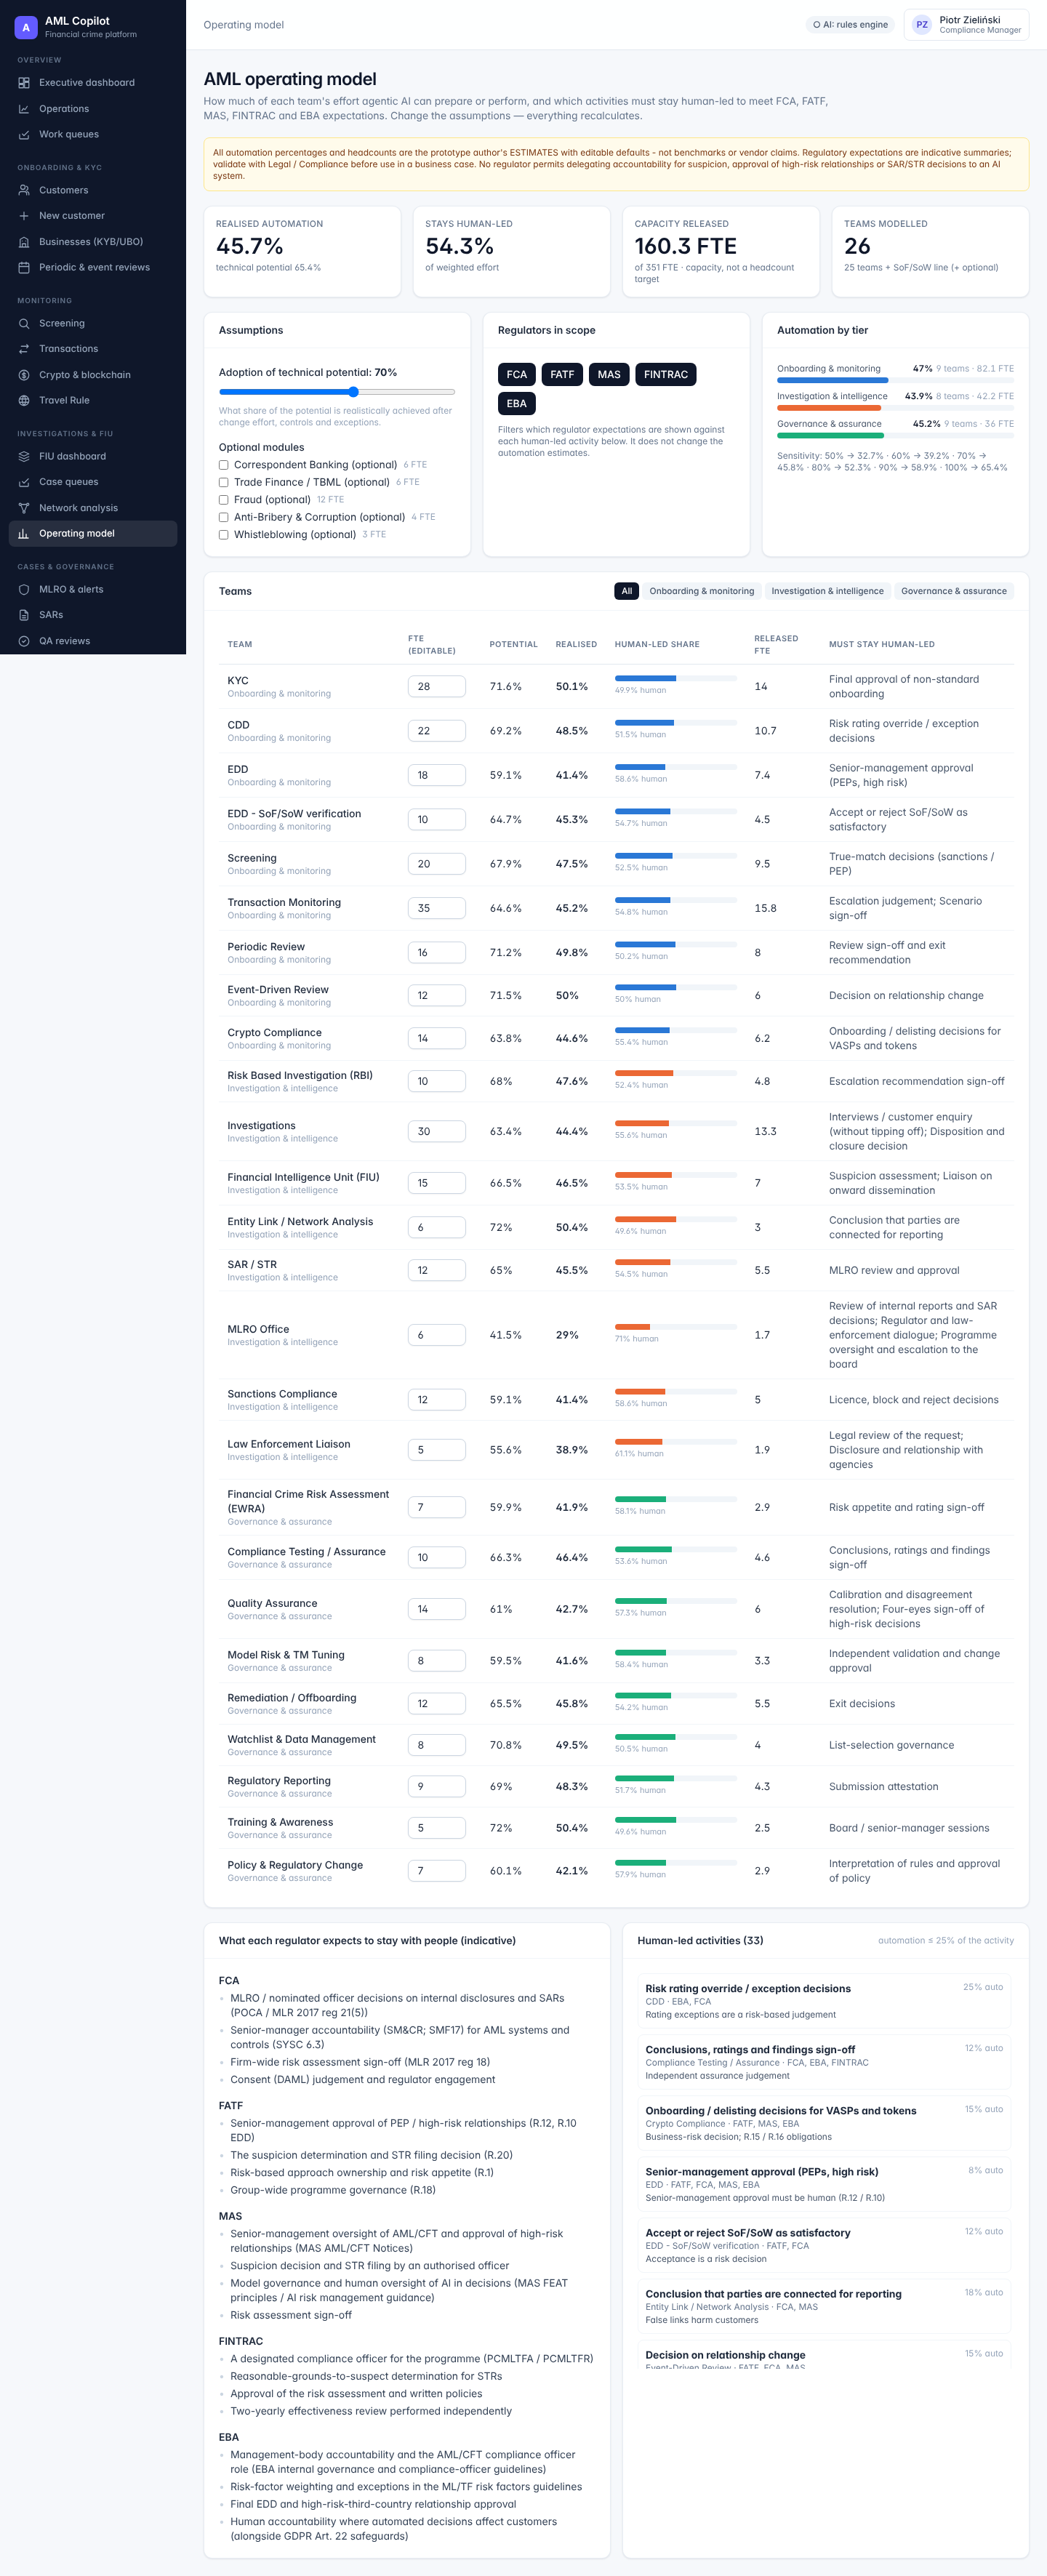 A
AML Copilot
Financial crime platform
OVERVIEW
Executive dashboard
Operations
Work queues
ONBOARDING & KYC
Customers
New customer
Businesses (KYB/UBO)
Periodic & event reviews
MONITORING
Screening
Transactions
Crypto & blockchain
Travel Rule
INVESTIGATIONS & FIU
FIU dashboard
Case queues
Network analysis
Operating model
CASES & GOVERNANCE
MLRO & alerts
SARs
QA reviews
Operating model
AI: rules engine
PZ
Piotr Zieliński
Compliance Manager
AML operating model
How much of each team's effort agentic AI can prepare or perform, and which activities must stay human-led to meet FCA, FATF,
MAS, FINTRAC and EBA expectations. Change the assumptions — everything recalculates.
All automation percentages and headcounts are the prototype author's ESTIMATES with editable defaults - not benchmarks or vendor claims. Regulatory expectations are indicative summaries;
validate with Legal / Compliance before use in a business case. No regulator permits delegating accountability for suspicion, approval of high-risk relationships or SAR/STR decisions to an AI
system.
REALISED AUTOMATION
45.7%
technical potential 65.4%
STAYS HUMAN-LED
54.3%
of weighted effort
CAPACITY RELEASED
160.3 FTE
of 351 FTE · capacity, not a headcount
target
TEAMS MODELLED
26
25 teams + SoF/SoW line (+ optional)
Assumptions
Adoption of technical potential: 70%
What share of the potential is realistically achieved after
change effort, controls and exceptions.
Optional modules
Correspondent Banking (optional) 6 FTE
Trade Finance / TBML (optional) 6 FTE
Fraud (optional) 12 FTE
Anti-Bribery & Corruption (optional) 4 FTE
Whistleblowing (optional) 3 FTE
Regulators in scope
FCA FATF MAS FINTRAC
EBA
Filters which regulator expectations are shown against
each human-led activity below. It does not change the
automation estimates.
Automation by tier
Onboarding & monitoring 47% 9 teams · 82.1 FTE
Investigation & intelligence 43.9% 8 teams · 42.2 FTE
Governance & assurance 45.2% 9 teams · 36 FTE
Sensitivity: 50% → 32.7% · 60% → 39.2% · 70% →
45.8% · 80% → 52.3% · 90% → 58.9% · 100% → 65.4%
Teams
All Onboarding & monitoring Investigation & intelligence Governance & assurance
TEAM FTE (EDITABLE) POTENTIAL REALISED HUMAN-LED SHARE RELEASED FTE MUST STAY HUMAN-LED
KYC
Onboarding & monitoring
28 71.6% 50.1% 49.9% human 14
Final approval of non-standard
onboarding
CDD
Onboarding & monitoring
22 69.2% 48.5% 51.5% human 10.7
Risk rating override / exception
decisions
EDD
Onboarding & monitoring
18 59.1% 41.4% 58.6% human 7.4
Senior-management approval
(PEPs, high risk)
EDD - SoF/SoW verification
Onboarding & monitoring
10 64.7% 45.3% 54.7% human 4.5
Accept or reject SoF/SoW as
satisfactory
Screening
Onboarding & monitoring
20 67.9% 47.5% 52.5% human 9.5
True-match decisions (sanctions /
PEP)
Transaction Monitoring
Onboarding & monitoring
35 64.6% 45.2% 54.8% human 15.8
Escalation judgement; Scenario
sign-off
Periodic Review
Onboarding & monitoring
16 71.2% 49.8% 50.2% human 8
Review sign-off and exit
recommendation
Event-Driven Review
Onboarding & monitoring
12 71.5% 50% 50% human 6
Decision on relationship change
Crypto Compliance
Onboarding & monitoring
14 63.8% 44.6% 55.4% human 6.2
Onboarding / delisting decisions for
VASPs and tokens
Risk Based Investigation (RBI)
Investigation & intelligence
10 68% 47.6% 52.4% human 4.8
Escalation recommendation sign-off
Investigations
Investigation & intelligence
30 63.4% 44.4% 55.6% human 13.3
Interviews / customer enquiry
(without tipping off); Disposition and
closure decision
Financial Intelligence Unit (FIU)
Investigation & intelligence
15 66.5% 46.5% 53.5% human 7
Suspicion assessment; Liaison on
onward dissemination
Entity Link / Network Analysis
Investigation & intelligence
6 72% 50.4% 49.6% human 3
Conclusion that parties are
connected for reporting
SAR / STR
Investigation & intelligence
12 65% 45.5% 54.5% human 5.5
MLRO review and approval
MLRO Office
Investigation & intelligence
6 41.5% 29% 71% human 1.7
Review of internal reports and SAR
decisions; Regulator and law-
enforcement dialogue; Programme
oversight and escalation to the
board
Sanctions Compliance
Investigation & intelligence
12 59.1% 41.4% 58.6% human 5
Licence, block and reject decisions
Law Enforcement Liaison
Investigation & intelligence
5 55.6% 38.9% 61.1% human 1.9
Legal review of the request;
Disclosure and relationship with
agencies
Financial Crime Risk Assessment
(EWRA)
Governance & assurance
7 59.9% 41.9% 58.1% human 2.9
Risk appetite and rating sign-off
Compliance Testing / Assurance
Governance & assurance
10 66.3% 46.4% 53.6% human 4.6
Conclusions, ratings and findings
sign-off
Quality Assurance
Governance & assurance
14 61% 42.7% 57.3% human 6
Calibration and disagreement
resolution; Four-eyes sign-off of
high-risk decisions
Model Risk & TM Tuning
Governance & assurance
8 59.5% 41.6% 58.4% human 3.3
Independent validation and change
approval
Remediation / Offboarding
Governance & assurance
12 65.5% 45.8% 54.2% human 5.5
Exit decisions
Watchlist & Data Management
Governance & assurance
8 70.8% 49.5% 50.5% human 4
List-selection governance
Regulatory Reporting
Governance & assurance
9 69% 48.3% 51.7% human 4.3
Submission attestation
Training & Awareness
Governance & assurance
5 72% 50.4% 49.6% human 2.5
Board / senior-manager sessions
Policy & Regulatory Change
Governance & assurance
7 60.1% 42.1% 57.9% human 2.9
Interpretation of rules and approval
of policy
What each regulator expects to stay with people (indicative)
FCA
MLRO / nominated officer decisions on internal disclosures and SARs
(POCA / MLR 2017 reg 21(5))
Senior-manager accountability (SM&CR; SMF17) for AML systems and
controls (SYSC 6.3)
Firm-wide risk assessment sign-off (MLR 2017 reg 18)
Consent (DAML) judgement and regulator engagement
FATF
Senior-management approval of PEP / high-risk relationships (R.12, R.10
EDD)
The suspicion determination and STR filing decision (R.20)
Risk-based approach ownership and risk appetite (R.1)
Group-wide programme governance (R.18)
MAS
Senior-management oversight of AML/CFT and approval of high-risk
relationships (MAS AML/CFT Notices)
Suspicion decision and STR filing by an authorised officer
Model governance and human oversight of AI in decisions (MAS FEAT
principles / AI risk management guidance)
Risk assessment sign-off
FINTRAC
A designated compliance officer for the programme (PCMLTFA / PCMLTFR)
Reasonable-grounds-to-suspect determination for STRs
Approval of the risk assessment and written policies
Two-yearly effectiveness review performed independently
EBA
Management-body accountability and the AML/CFT compliance officer
role (EBA internal governance and compliance-officer guidelines)
Risk-factor weighting and exceptions in the ML/TF risk factors guidelines
Final EDD and high-risk-third-country relationship approval
Human accountability where automated decisions affect customers
(alongside GDPR Art. 22 safeguards)
Human-led activities (33)
automation ≤ 25% of the activity
Risk rating override / exception decisions 25% auto
CDD · EBA, FCA
Rating exceptions are a risk-based judgement
Conclusions, ratings and findings sign-off 12% auto
Compliance Testing / Assurance · FCA, EBA, FINTRAC
Independent assurance judgement
Onboarding / delisting decisions for VASPs and tokens 15% auto
Crypto Compliance · FATF, MAS, EBA
Business-risk decision; R.15 / R.16 obligations
Senior-management approval (PEPs, high risk) 8% auto
EDD · FATF, FCA, MAS, EBA
Senior-management approval must be human (R.12 / R.10)
Accept or reject SoF/SoW as satisfactory 12% auto
EDD - SoF/SoW verification · FATF, FCA
Acceptance is a risk decision
Conclusion that parties are connected for reporting 18% auto
Entity Link / Network Analysis · FCA, MAS
False links harm customers
Decision on relationship change 15% auto
Event-Driven Review · FATF, FCA, MAS